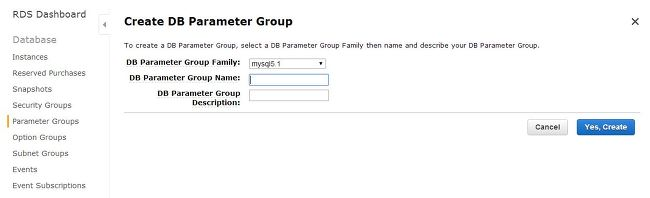 RDS Dashboard
Database
Instances
Reserved Purchases
Snapshots
Security Groups
Parameter Groups
Option Groups
Subnet Groups
Events
Event Subscriptions
Create DB Parameter Group
To create a DB Parameter Group, select a DB Parameter Group Family then name and describe your DB Parameter Group.
DB Parameter Group Family: mysql5.1
DB Parameter Group Name:
DB Parameter Group
Description:
Cancel Yes, Create